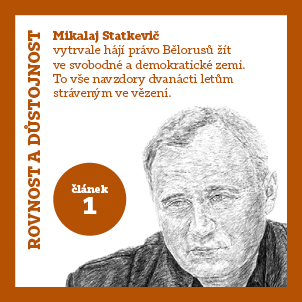 ROVNOST A DŮSTOJNOST
Mikalaj Statkevič
vytrvale hájí právo Bělorusů žít
ve svobodné a demokratické zemi.
To vše navzdory dvanácti letům
stráveným ve vězení.
článek
1